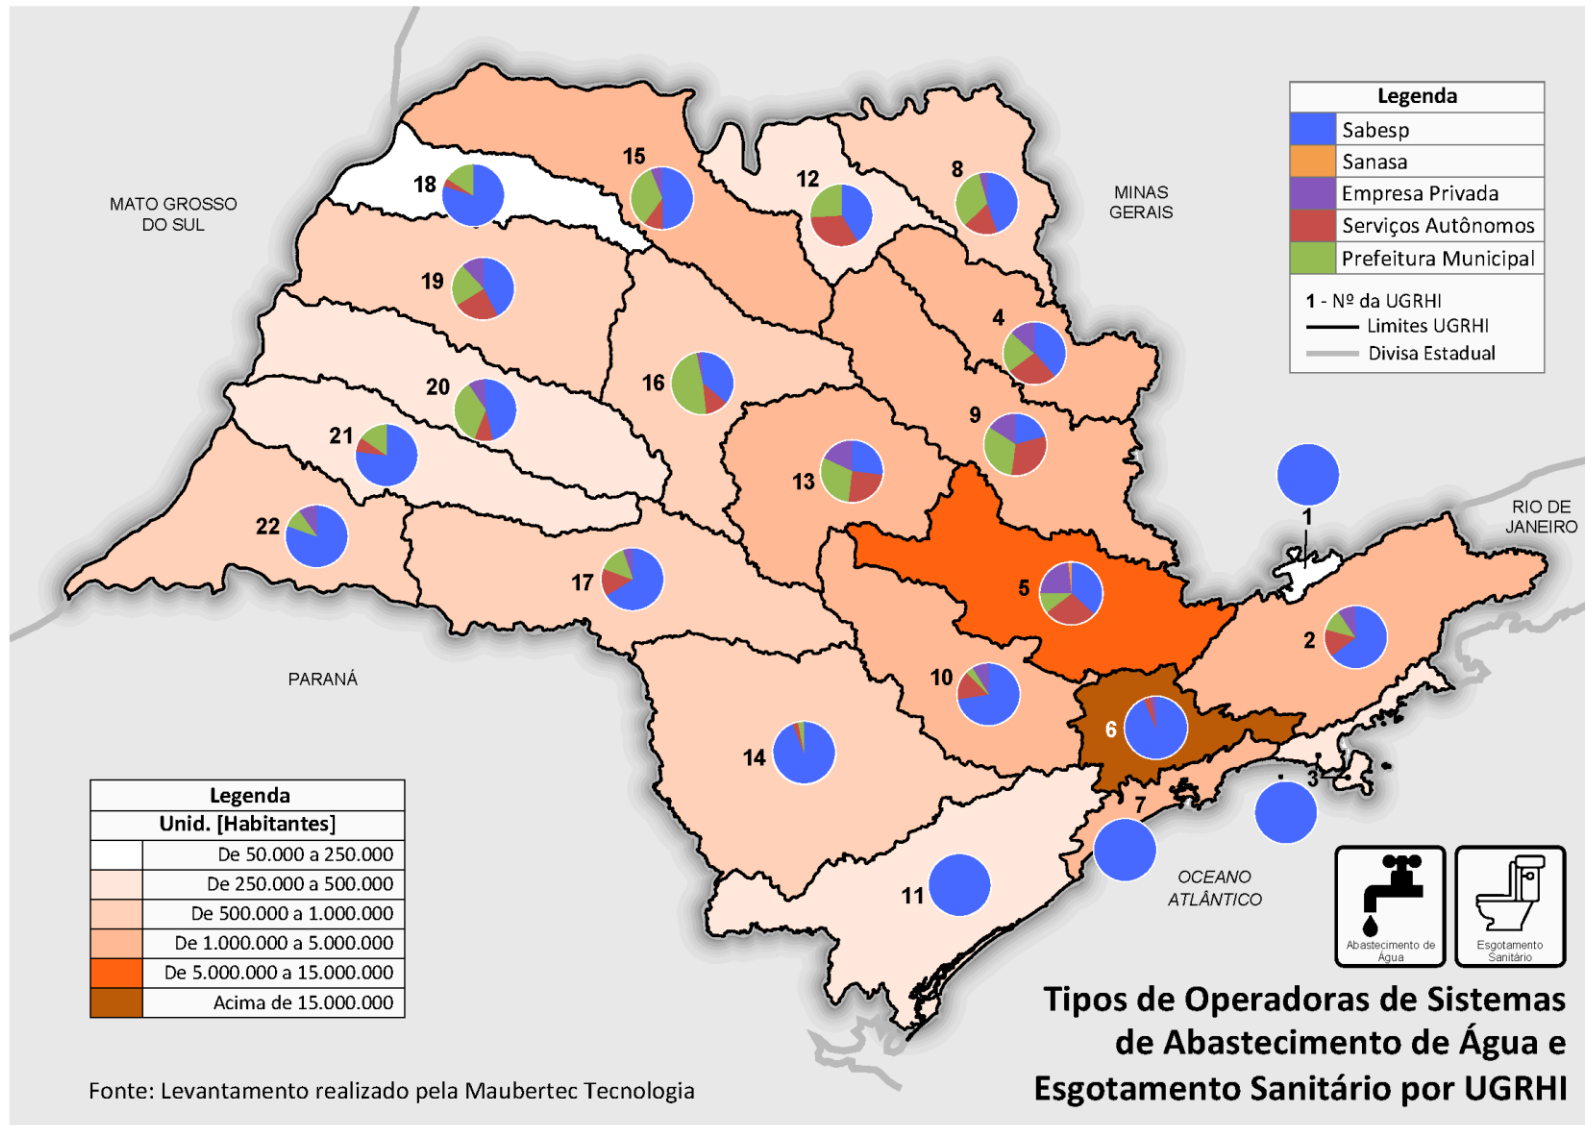 Legenda
Sabesp
Sanasa
Empresa Privada
Serviços Autônomos
Prefeitura Municipal
1 - Nº da UGRHI
Limites UGRHI
Divisa Estadual
MATO GROSSO
DO SUL
MINAS
GERAIS
RIO DE
JANEIRO
PARANÁ
OCEANO
ATLÂNTICO
15
18
12
8
19
4
20
16
9
21
13
22
1
17
5
2
10
6
14
3
7
11
Legenda
Unid. [Habitantes]
De 50.000 a 250.000
De 250.000 a 500.000
De 500.000 a 1.000.000
De 1.000.000 a 5.000.000
De 5.000.000 a 15.000.000
Acima de 15.000.000
Abastecimento de
Água
Esgotamento
Sanitário
Tipos de Operadoras de Sistemas
de Abastecimento de Água e
Esgotamento Sanitário por UGRHI
Fonte: Levantamento realizado pela Maubertec Tecnologia